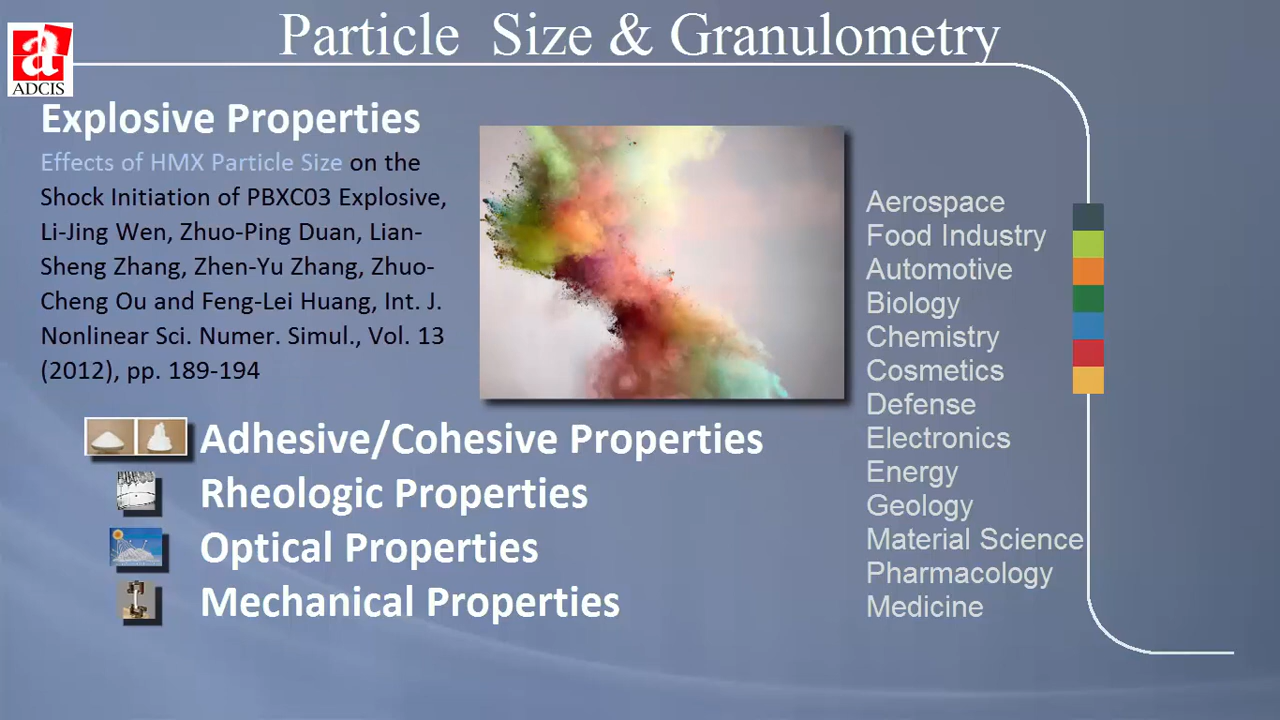 Particle Size & Granulometry
ADCIS
Explosive Properties
Effects of HMX Particle Size on the
Shock Initiation of PBXC03 Explosive,
Li-Jing Wen, Zhuo-Ping Duan, Lian-
Sheng Zhang, Zhen-Yu Zhang, Zhuo-
Cheng Ou and Feng-Lei Huang, Int. J.
Nonlinear Sci. Numer. Simul., Vol. 13
(2012), pp. 189-194
Adhesive/Cohesive Properties
Rheologic Properties
Optical Properties
Mechanical Properties
Aerospace
Food Industry
Automotive
Biology
Chemistry
Cosmetics
Defense
Electronics
Energy
Geology
Material Science
Pharmacology
Medicine